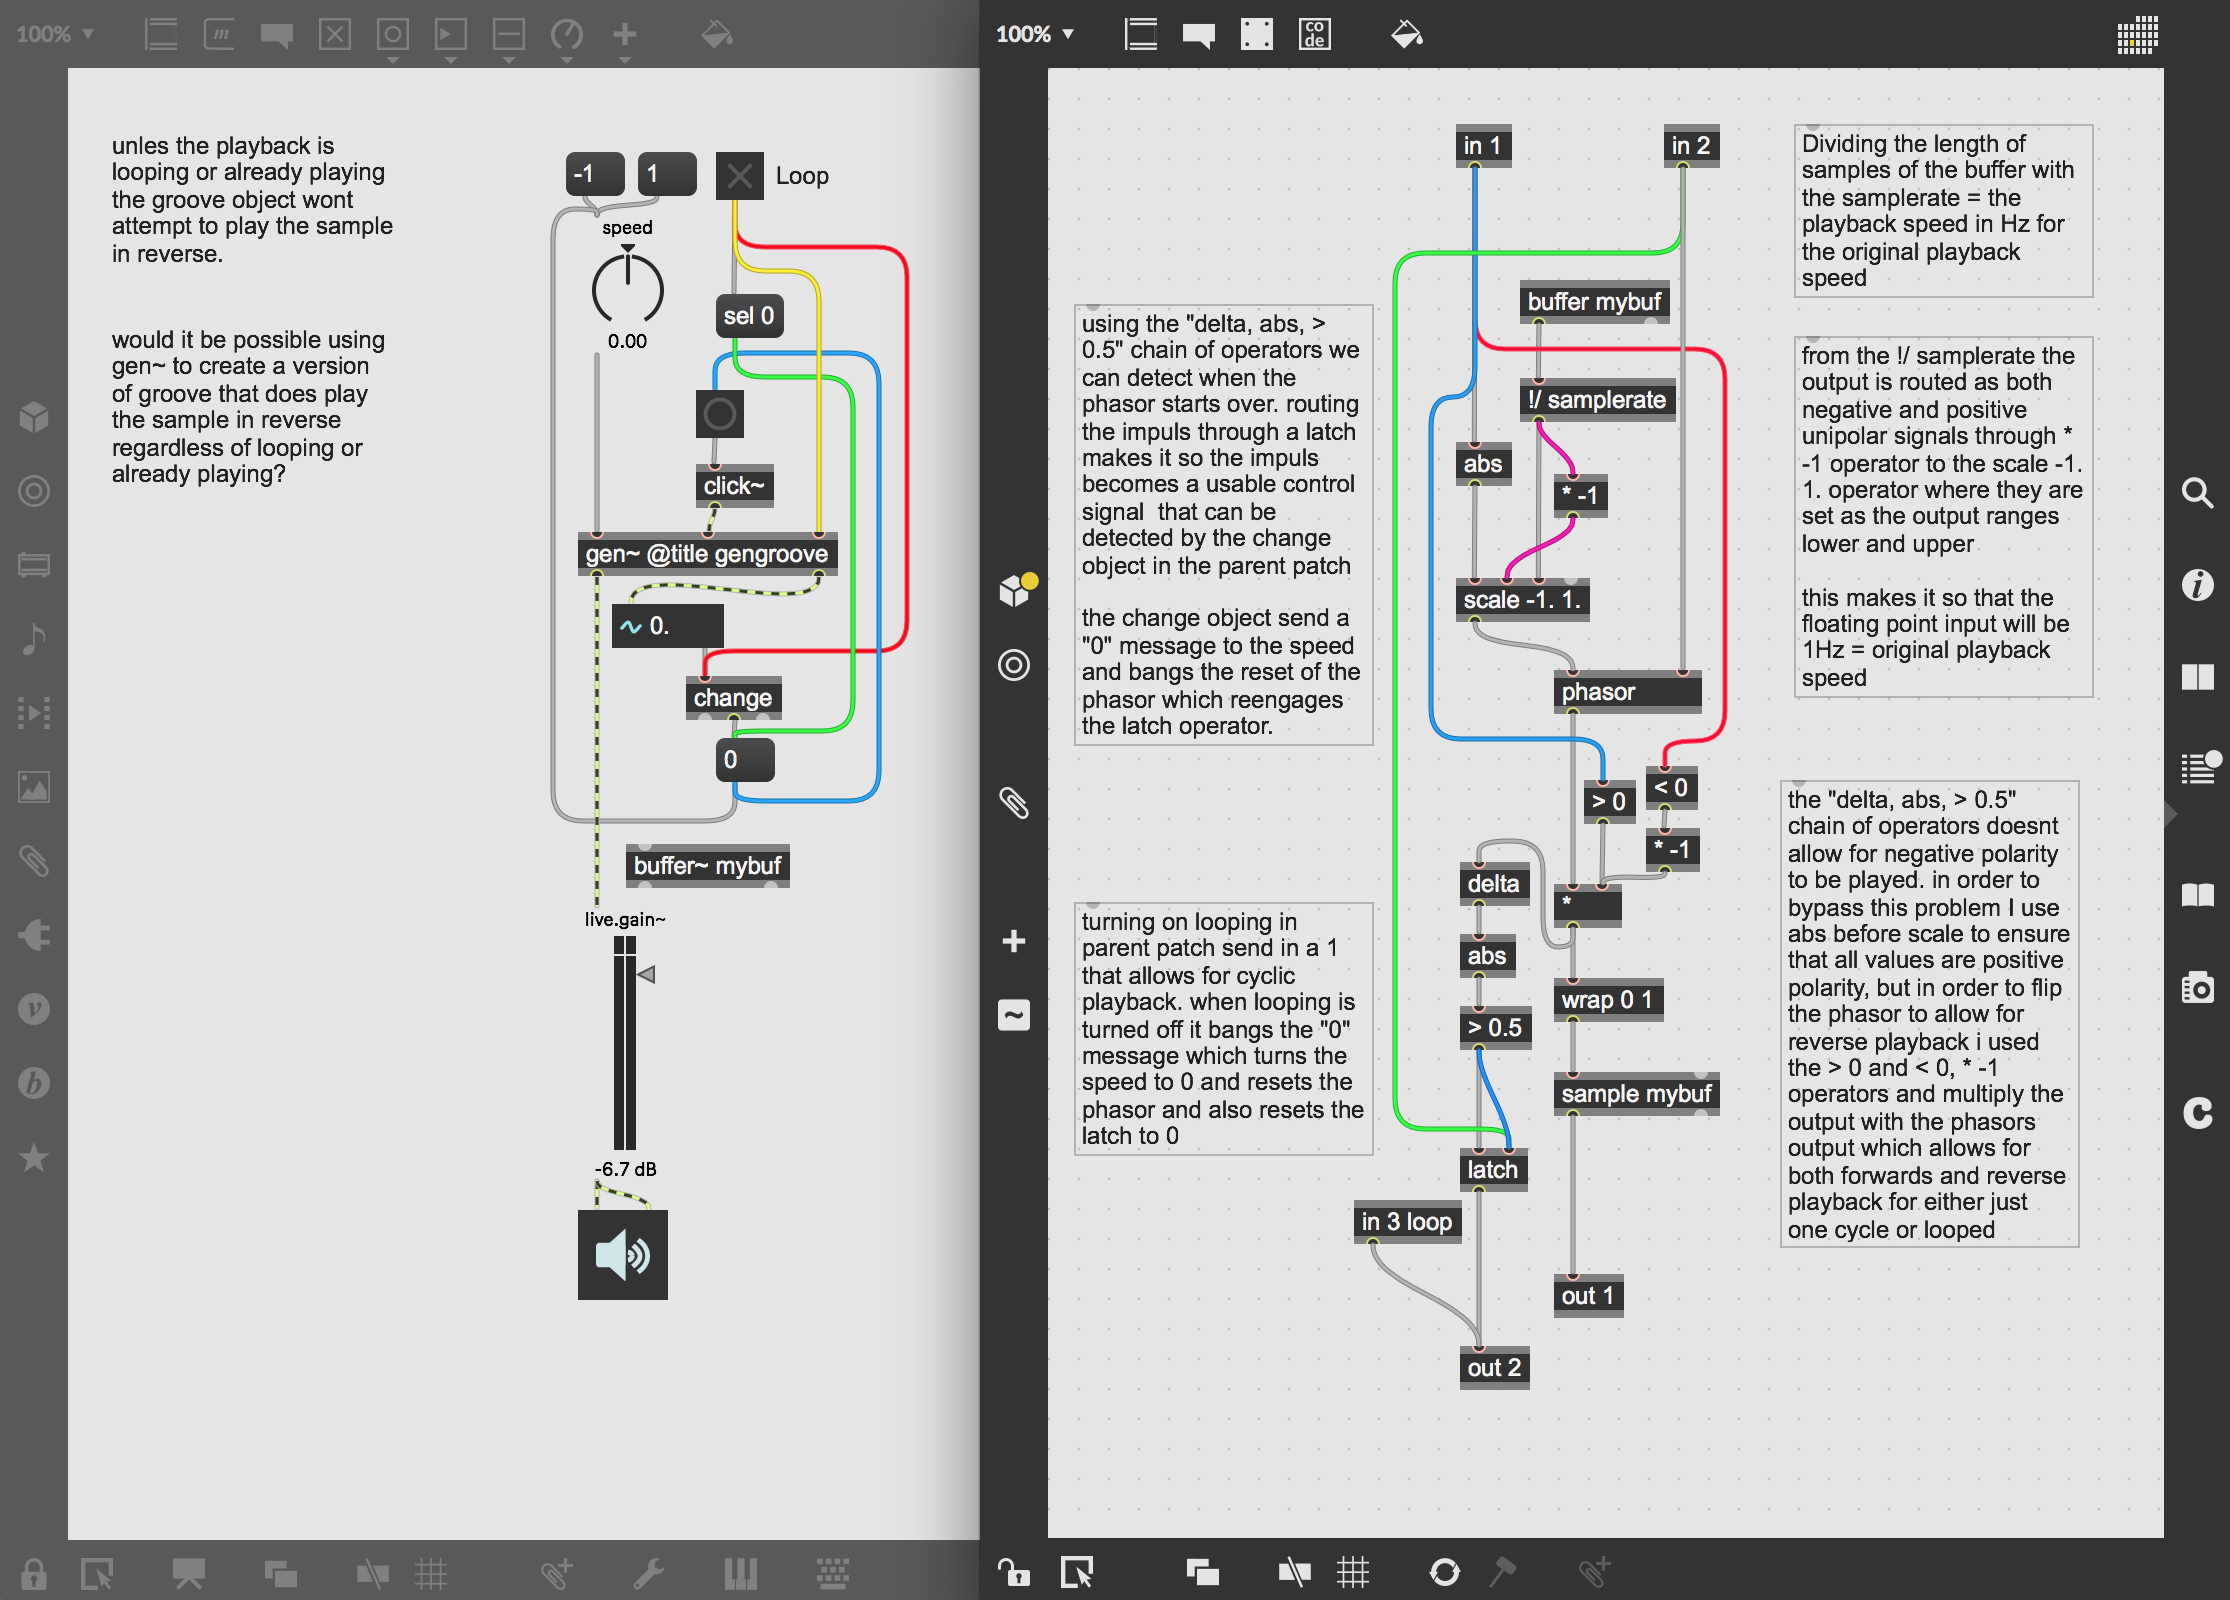 100%
m
unles the playback is
looping or already playing
the groove object wont
attempt to play the sample
in reverse.
would it be possible using
gen~ to create a version
of groove that does play
the sample in reverse
regardless of looping or
already playing?
-1
1
Loop
speed
0.00
sel 0
click~
gen~ @title gengroove
0.
change
0
buffer~ mybuf
live.gain~
-6.7 dB
v
b
100%
co
de
using the "delta, abs, >
0.5" chain of operators we
can detect when the
phasor starts over. routing
the impuls through a latch
makes it so the impuls
becomes a usable control
signal  that can be
detected by the change
object in the parent patch
the change object send a
"0" message to the speed
and bangs the reset of the
phasor which reengages
the latch operator.
turning on looping in
parent patch send in a 1
that allows for cyclic
playback. when looping is
turned off it bangs the "0"
message which turns the
speed to 0 and resets the
phasor and also resets the
latch to 0
in 1
in 2
buffer mybuf
!/ samplerate
abs
* -1
scale -1. 1.
phasor
> 0
< 0
* -1
delta
*
abs
wrap 0 1
> 0.5
sample mybuf
latch
in 3 loop
out 1
out 2
Dividing the length of
samples of the buffer with
the samplerate = the
playback speed in Hz for
the original playback
speed
from the !/ samplerate the
output is routed as both
negative and positive
unipolar signals through *
-1 operator to the scale -1.
1. operator where they are
set as the output ranges
lower and upper
this makes it so that the
floating point input will be
1Hz = original playback
speed
the "delta, abs, > 0.5"
chain of operators doesnt
allow for negative polarity
to be played. in order to
bypass this problem I use
abs before scale to ensure
that all values are positive
polarity, but in order to flip
the phasor to allow for
reverse playback i used
the > 0 and < 0, * -1
operators and multiply the
output with the phasors
output which allows for
both forwards and reverse
playback for either just
one cycle or looped
i
C